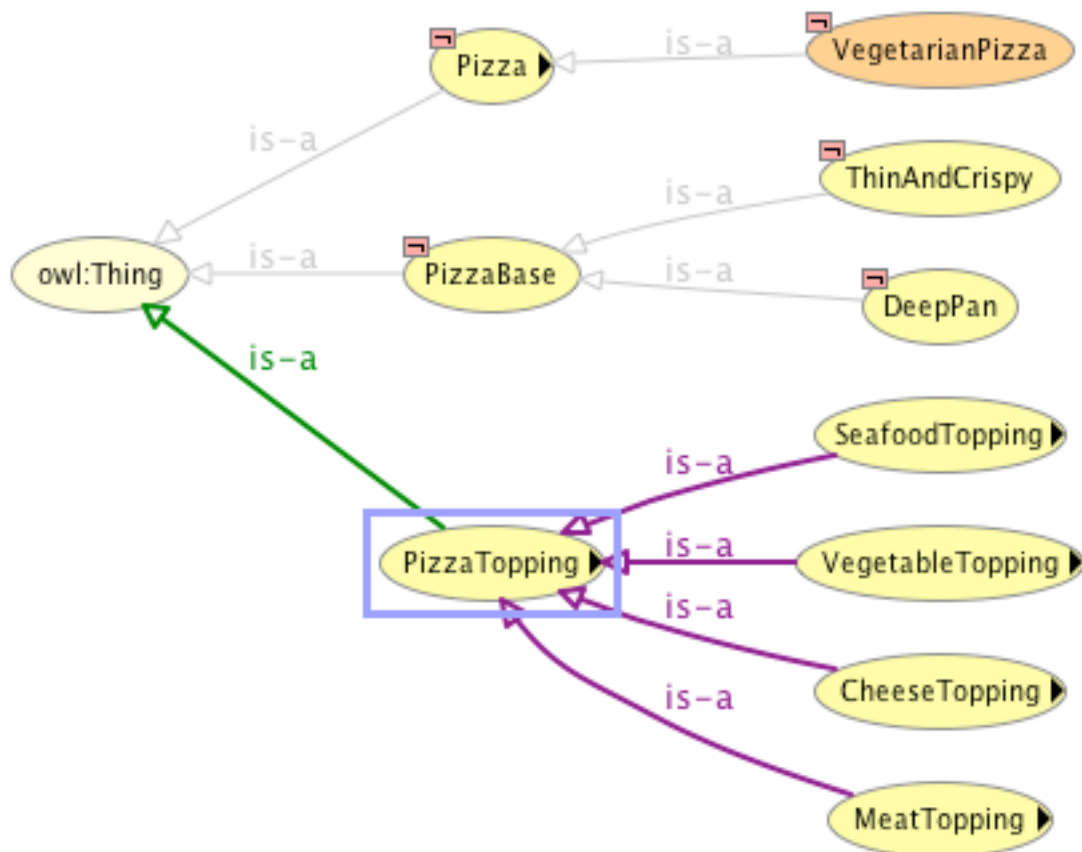 Pizza
is-a
VegetarianPizza
is-a
ThinAndCrispy
is-a
owl:Thing
is-a
PizzaBase
is-a
DeepPan
is-a
SeafoodTopping
is-a
PizzaTopping
is-a
VegetableTopping
is-a
CheeseTopping
is-a
MeatTopping